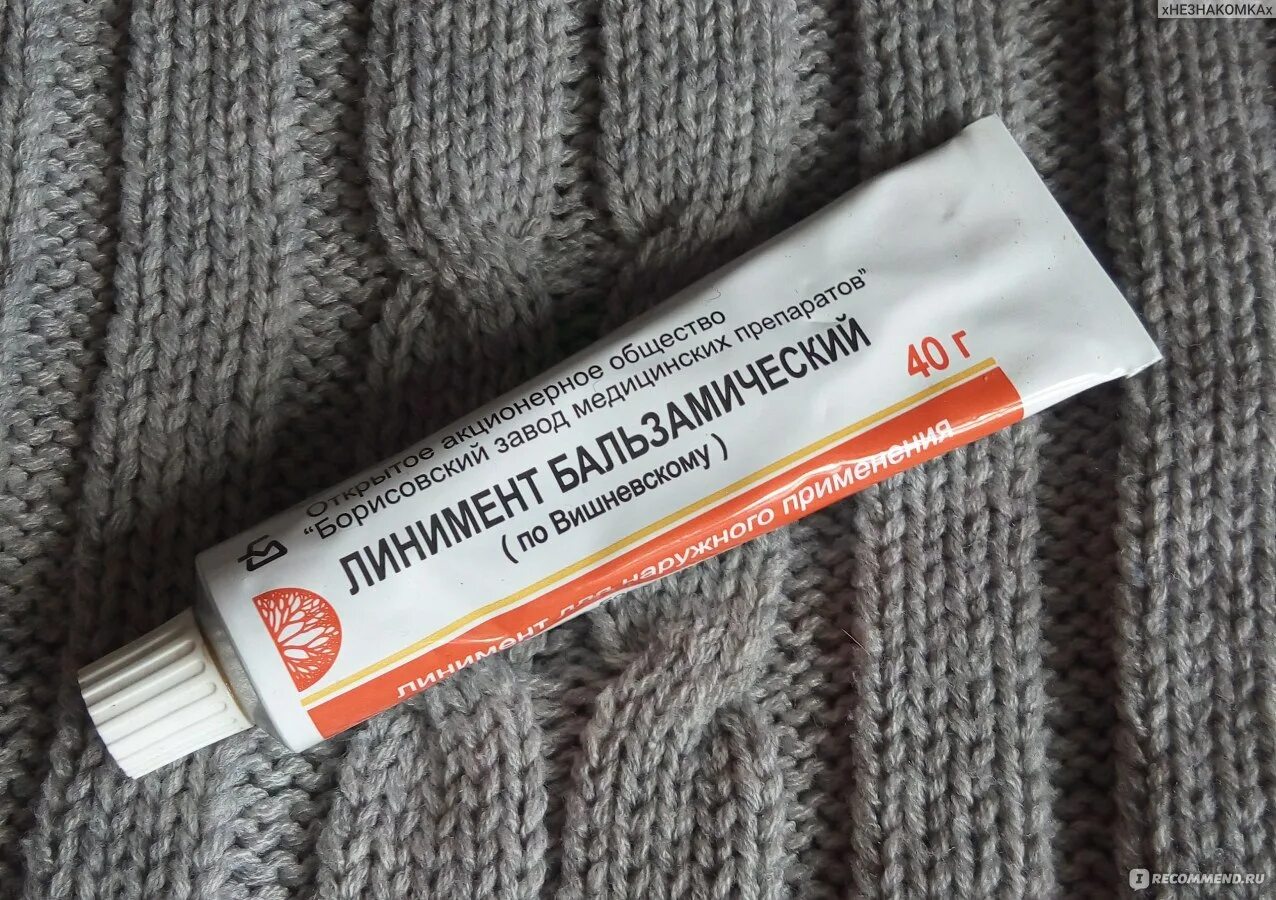 хНЕЗНАКОМКАх
Открытое акционерное общество
"Борисовский завод медицинских препаратов"
ЛИНИМЕНТ БАЛЬЗАМИЧЕСКИЙ
( по Вишневскому )
40 г
линимент для наружного применения
RECOMMEND.RU